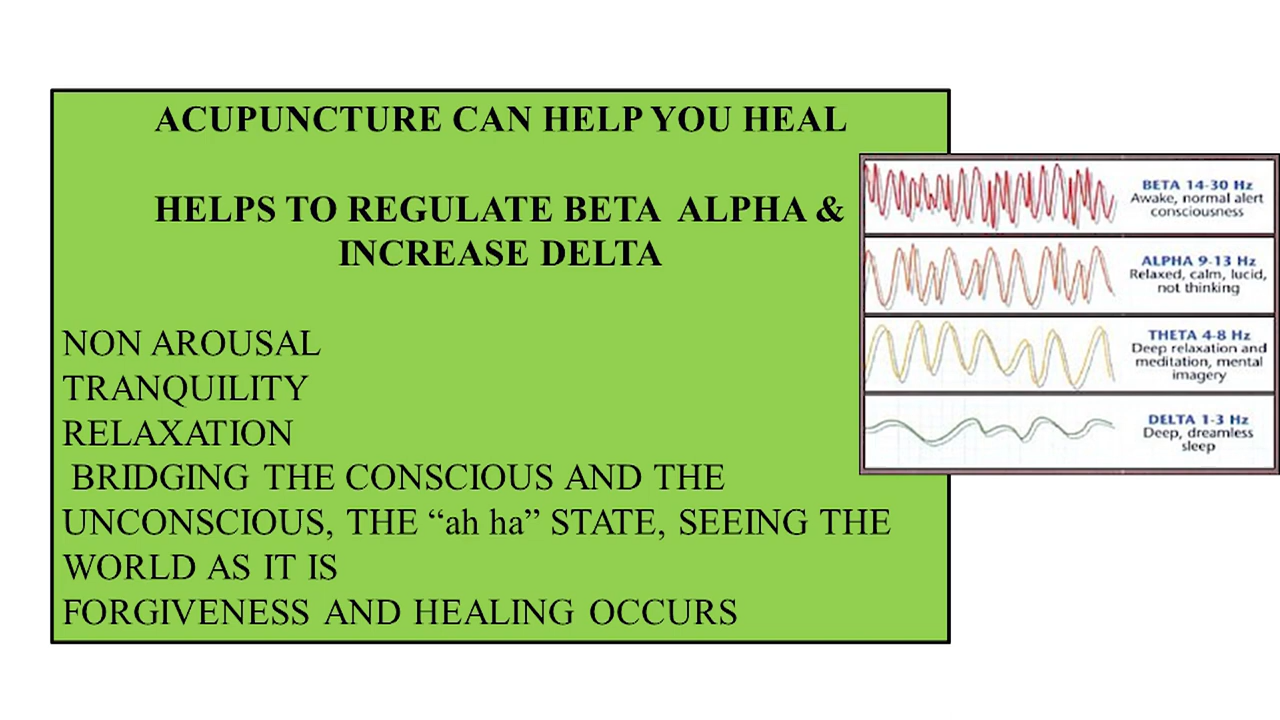 ACUPUNCTURE CAN HELP YOU HEAL
HELPS TO REGULATE BETA ALPHA &
INCREASE DELTA
NON AROUSAL
TRANQUILITY
RELAXATION
BRIDGING THE CONSCIOUS AND THE
UNCONSCIOUS, THE “ah ha” STATE, SEEING THE
WORLD AS IT IS
FORGIVENESS AND HEALING OCCURS
BETA 14-30 Hz
Awake, normal alert
consciousness
ALPHA 9-13 Hz
Relaxed, calm, lucid,
not thinking
THETA 4-8 Hz
Deep relaxation and
meditation, mental
imagery
DELTA 1-3 Hz
Deep, dreamless
sleep